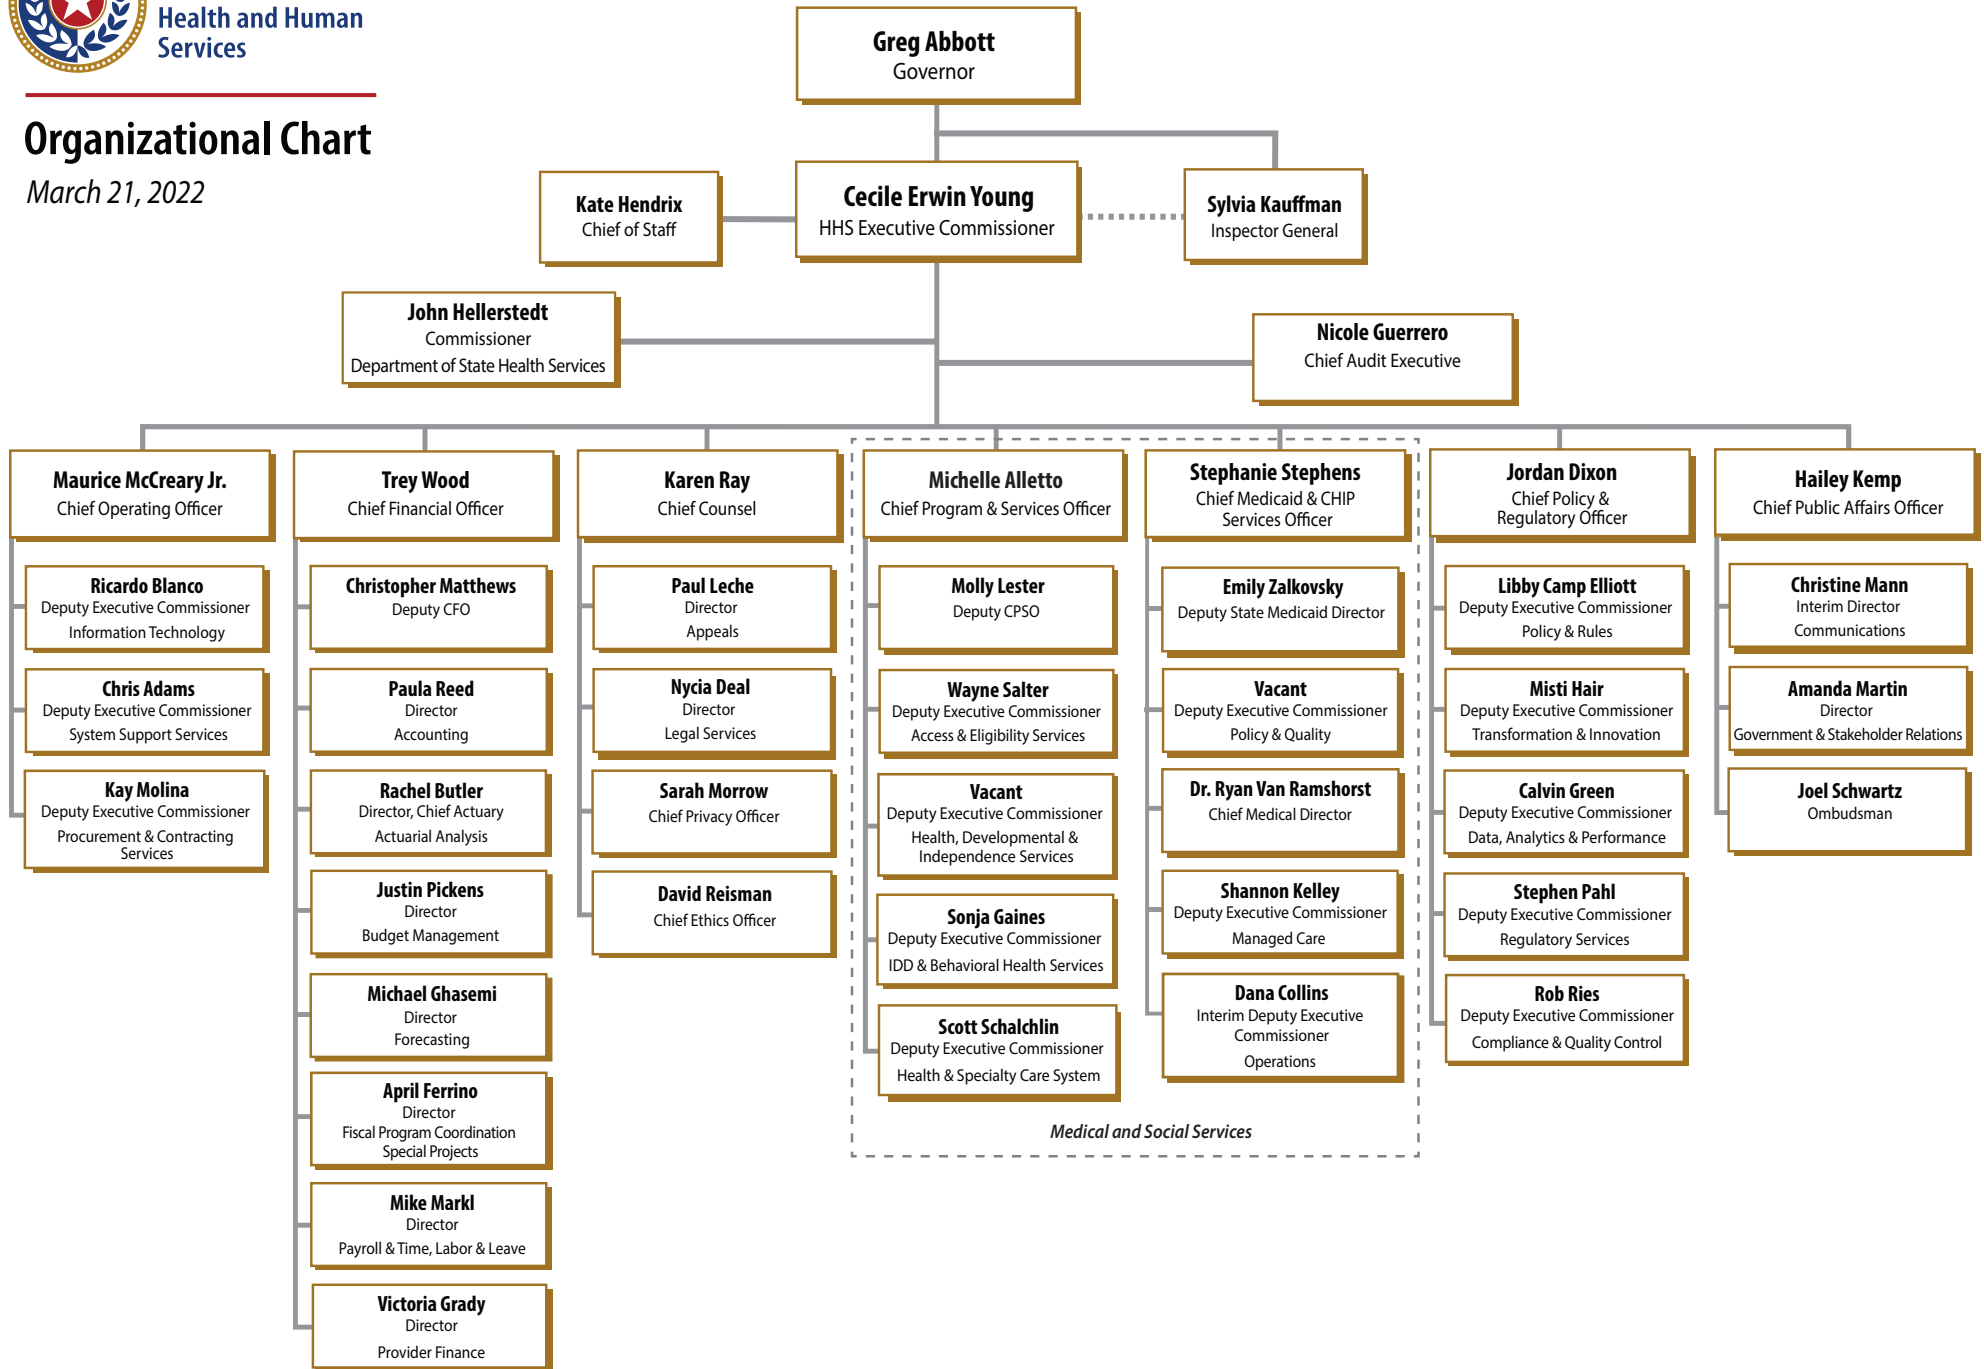 Health and Human
Services
Organizational Chart
March 21, 2022
Greg Abbott
Governor
Kate Hendrix
Chief of Staff
Cecile Erwin Young
HHS Executive Commissioner
Sylvia Kauffman
Inspector General
John Hellerstedt
Commissioner
Department of State Health Services
Nicole Guerrero
Chief Audit Executive
Maurice McCreary Jr.
Chief Operating Officer
Ricardo Blanco
Deputy Executive Commissioner
Information Technology
Chris Adams
Deputy Executive Commissioner
System Support Services
Kay Molina
Deputy Executive Commissioner
Procurement & Contracting
Services
Trey Wood
Chief Financial Officer
Christopher Matthews
Deputy CFO
Paula Reed
Director
Accounting
Rachel Butler
Director, Chief Actuary
Actuarial Analysis
Justin Pickens
Director
Budget Management
Michael Ghasemi
Director
Forecasting
April Ferrino
Director
Fiscal Program Coordination
Special Projects
Mike Markl
Director
Payroll & Time, Labor & Leave
Victoria Grady
Director
Provider Finance
Karen Ray
Chief Counsel
Paul Leche
Director
Appeals
Nycia Deal
Director
Legal Services
Sarah Morrow
Chief Privacy Officer
David Reisman
Chief Ethics Officer
Michelle Alletto
Chief Program & Services Officer
Molly Lester
Deputy CPSO
Wayne Salter
Deputy Executive Commissioner
Access & Eligibility Services
Vacant
Deputy Executive Commissioner
Health, Developmental &
Independence Services
Sonja Gaines
Deputy Executive Commissioner
IDD & Behavioral Health Services
Scott Schalchlin
Deputy Executive Commissioner
Health & Specialty Care System
Stephanie Stephens
Chief Medicaid & CHIP
Services Officer
Emily Zalkovsky
Deputy State Medicaid Director
Vacant
Deputy Executive Commissioner
Policy & Quality
Dr. Ryan Van Ramshorst
Chief Medical Director
Shannon Kelley
Deputy Executive Commissioner
Managed Care
Dana Collins
Interim Deputy Executive
Commissioner
Operations
Medical and Social Services
Jordan Dixon
Chief Policy &
Regulatory Officer
Libby Camp Elliott
Deputy Executive Commissioner
Policy & Rules
Misti Hair
Deputy Executive Commissioner
Transformation & Innovation
Calvin Green
Deputy Executive Commissioner
Data, Analytics & Performance
Stephen Pahl
Deputy Executive Commissioner
Regulatory Services
Rob Ries
Deputy Executive Commissioner
Compliance & Quality Control
Hailey Kemp
Chief Public Affairs Officer
Christine Mann
Interim Director
Communications
Amanda Martin
Director
Government & Stakeholder Relations
Joel Schwartz
Ombudsman